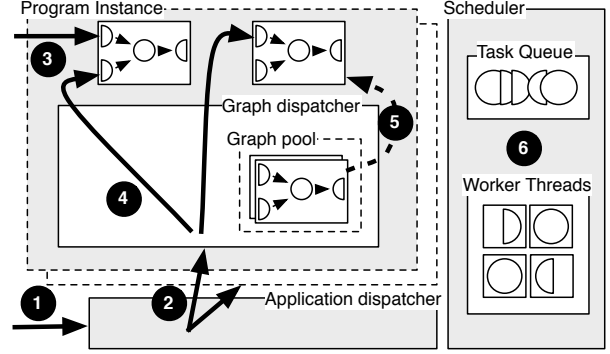 Program Instance
Scheduler
3
Task Queue
Graph dispatcher
5
Graph pool
6
4
Worker Threads
1
2
Application dispatcher